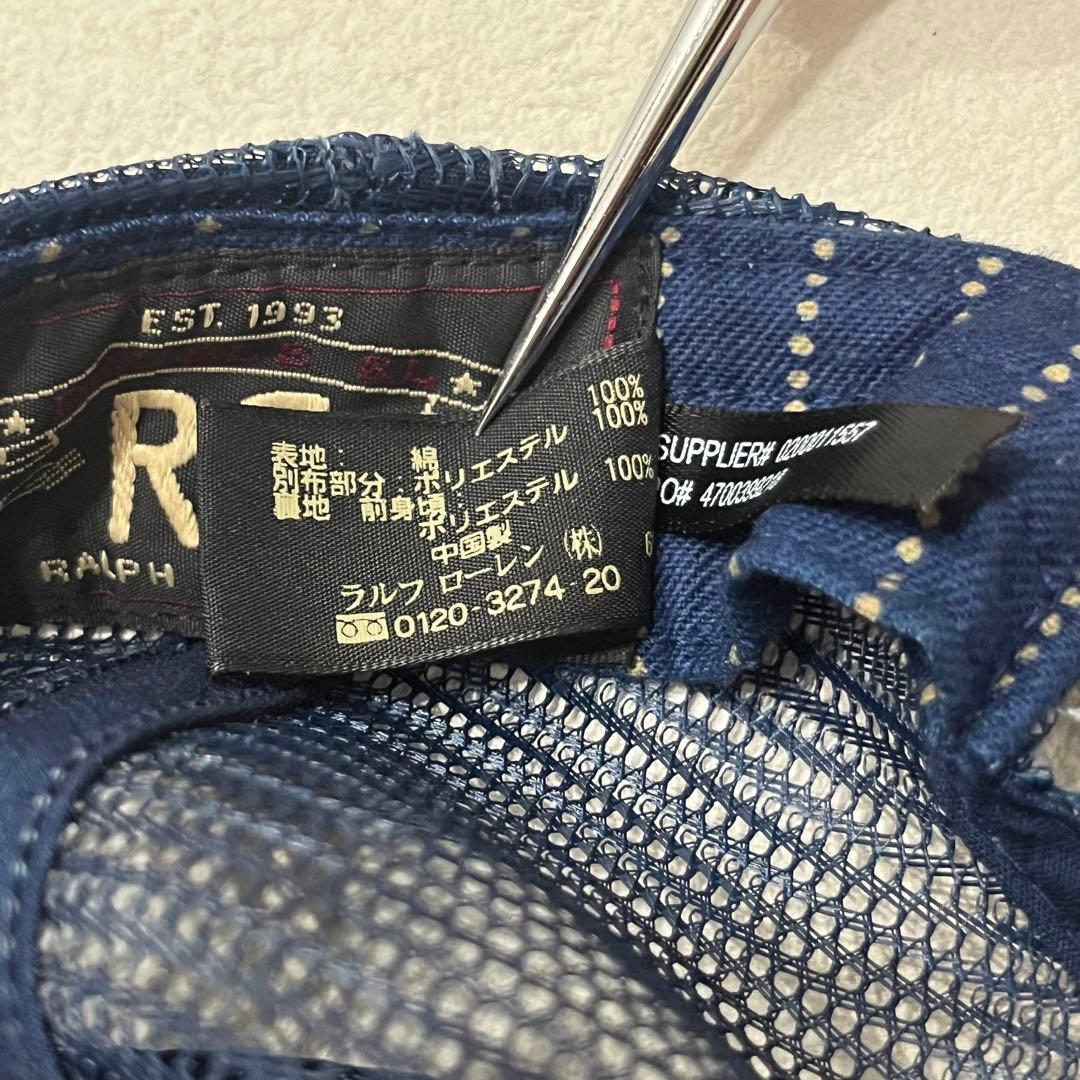 EST. 1993
R
RALPH
表地 綿 100%
別布部分 ポリエステル 100%
裏地 前身頃
ポリエステル 100%
中国製
ラルフ ローレン (株)
0120-3274-20
SUPPLIER# 0200011557
O#